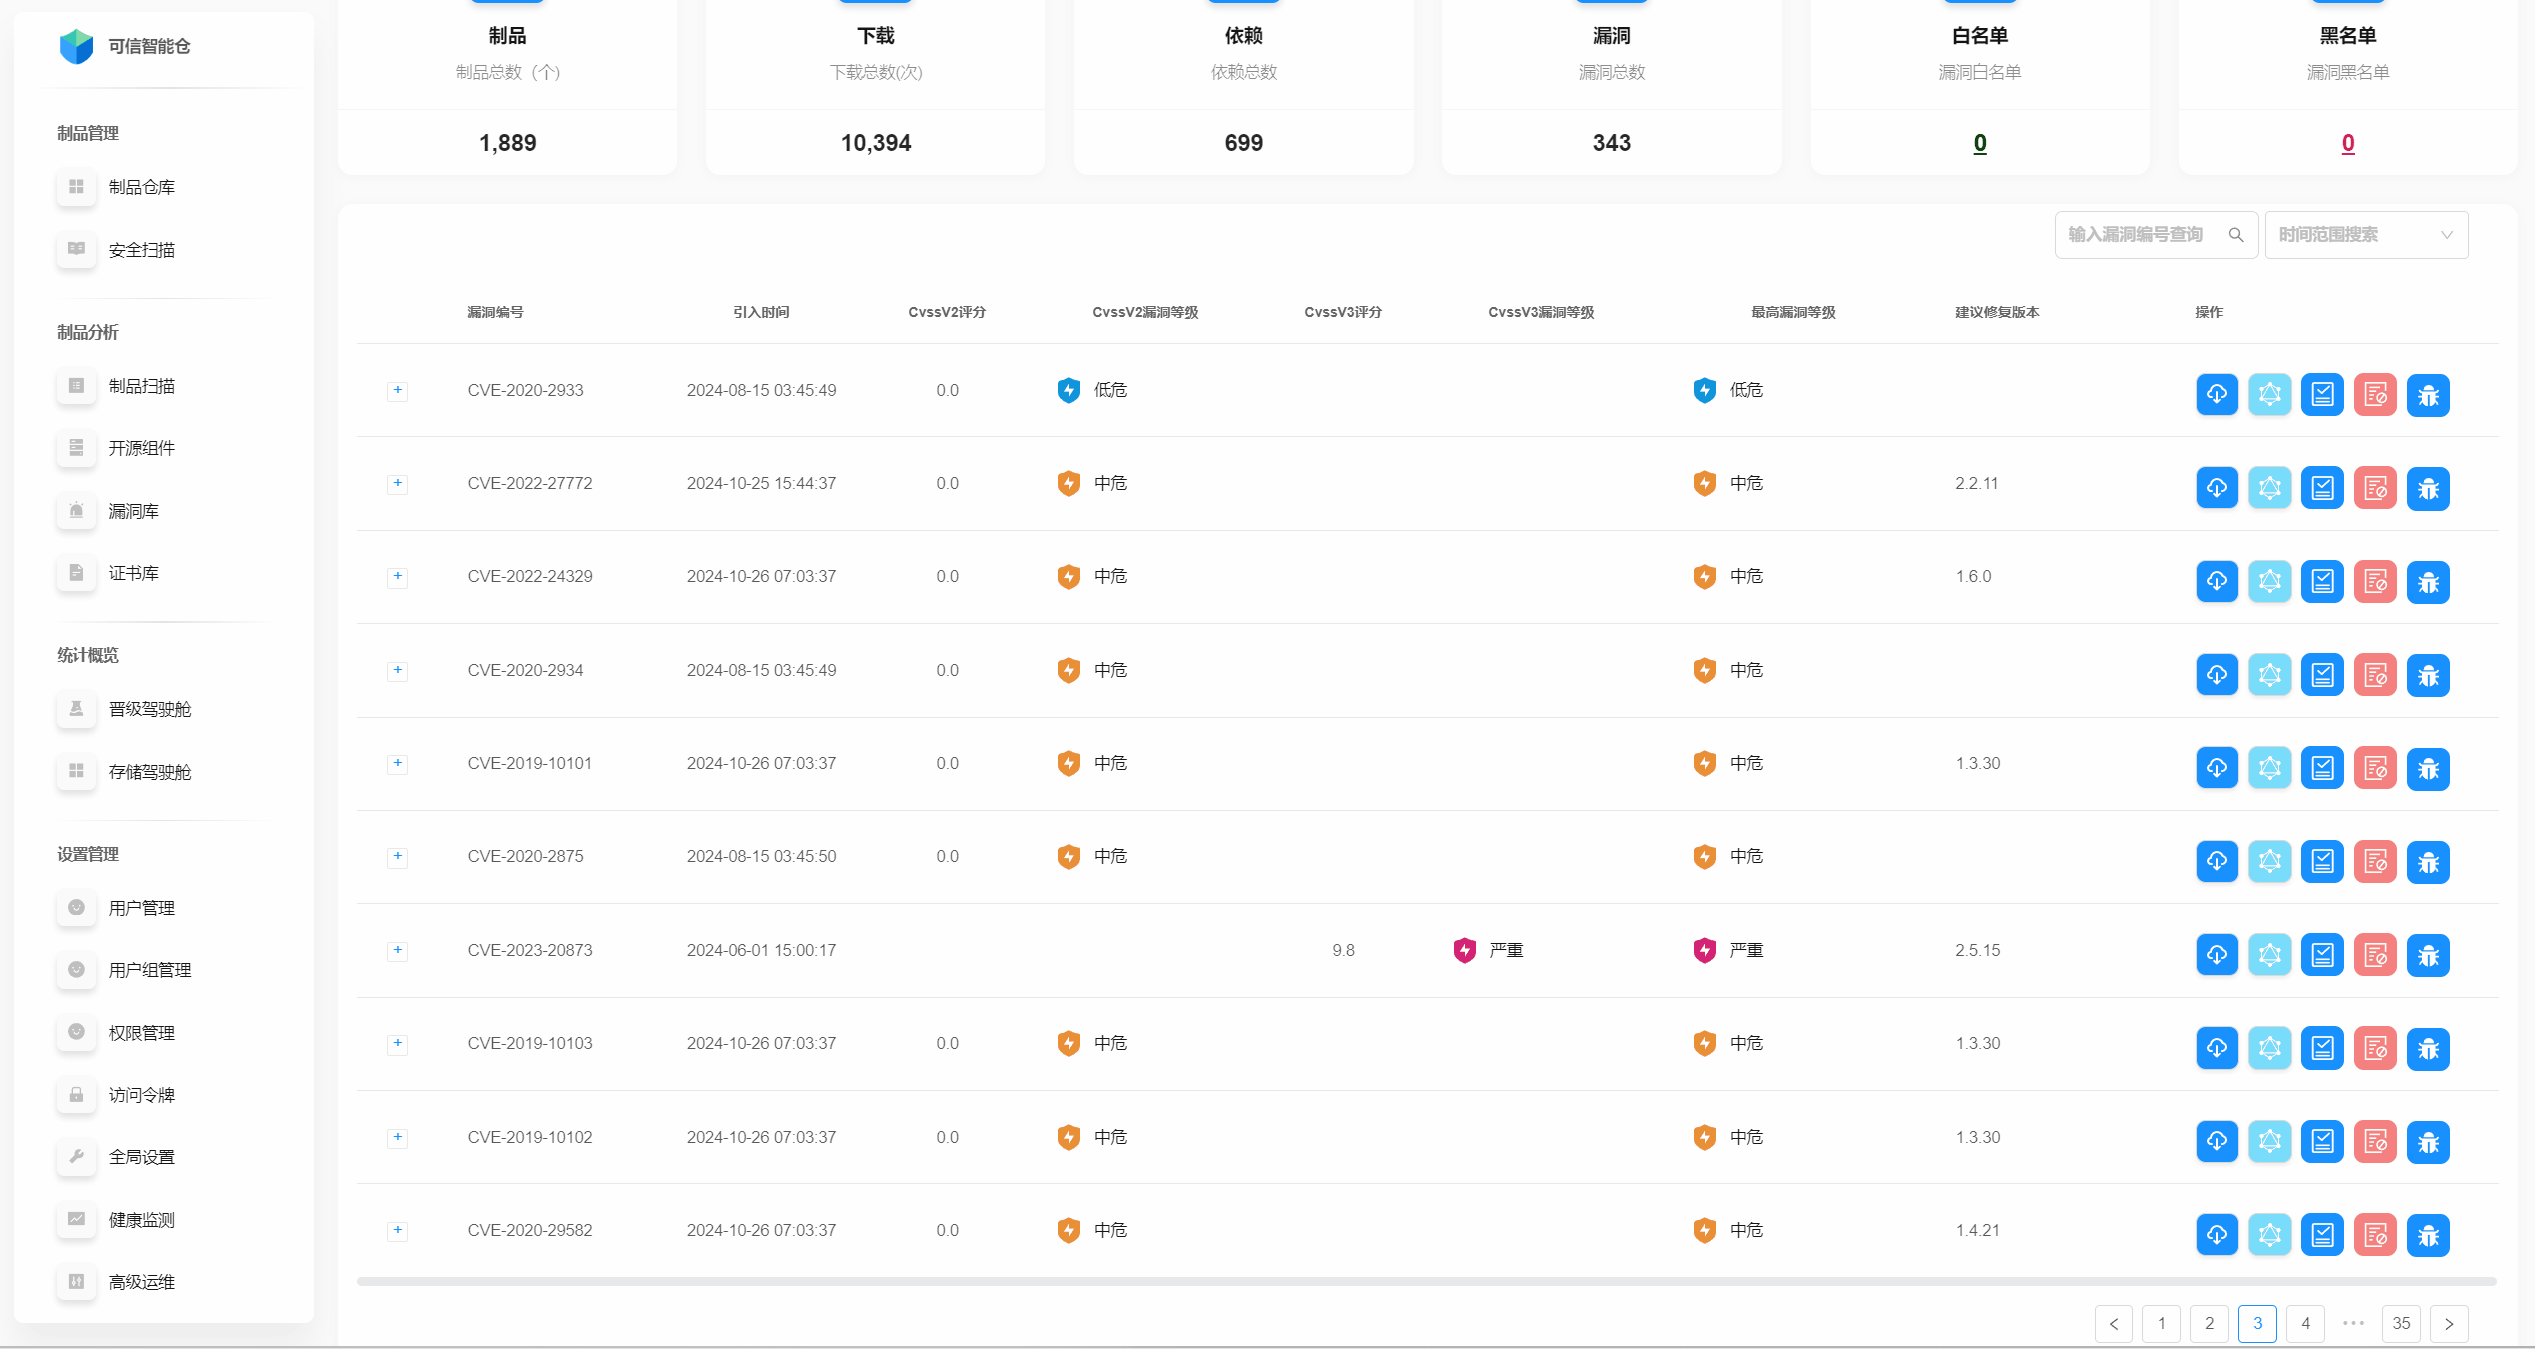 可信智能仓
制品管理
制品仓库
安全扫描
制品分析
制品扫描
开源组件
漏洞库
证书库
统计概览
晋级驾驶舱
存储驾驶舱
设置管理
用户管理
用户组管理
权限管理
访问令牌
全局设置
健康监测
高级运维
制品 下载 依赖 漏洞 白名单 黑名单
制品总数（个） 下载总数(次) 依赖总数 漏洞总数 漏洞白名单 漏洞黑名单
1,889 10,394 699 343 0 0
输入漏洞编号查询 时间范围搜索
漏洞编号 引入时间 CvssV2评分 CvssV2漏洞等级 CvssV3评分 CvssV3漏洞等级 最高漏洞等级 建议修复版本 操作
+ CVE-2020-2933 2024-08-15 03:45:49 0.0 低危 低危
+ CVE-2022-27772 2024-10-25 15:44:37 0.0 中危 中危 2.2.11
+ CVE-2022-24329 2024-10-26 07:03:37 0.0 中危 中危 1.6.0
+ CVE-2020-2934 2024-08-15 03:45:49 0.0 中危 中危
+ CVE-2019-10101 2024-10-26 07:03:37 0.0 中危 中危 1.3.30
+ CVE-2020-2875 2024-08-15 03:45:50 0.0 中危 中危
+ CVE-2023-20873 2024-06-01 15:00:17 9.8 严重 严重 2.5.15
+ CVE-2019-10103 2024-10-26 07:03:37 0.0 中危 中危 1.3.30
+ CVE-2019-10102 2024-10-26 07:03:37 0.0 中危 中危 1.3.30
+ CVE-2020-29582 2024-10-26 07:03:37 0.0 中危 中危 1.4.21
< 1 2 3 4 ••• 35 >